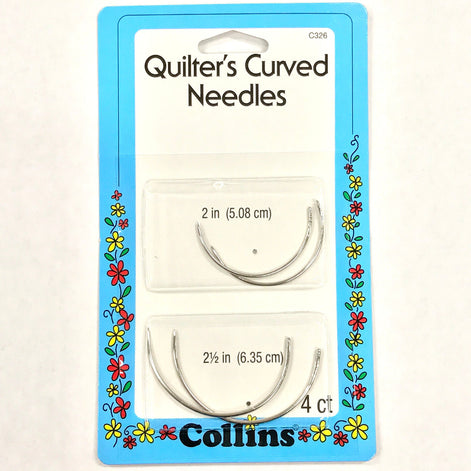 C326
Quilter's Curved
Needles
2 in (5.08 cm)
2½ in (6.35 cm)
4 ct
Collins